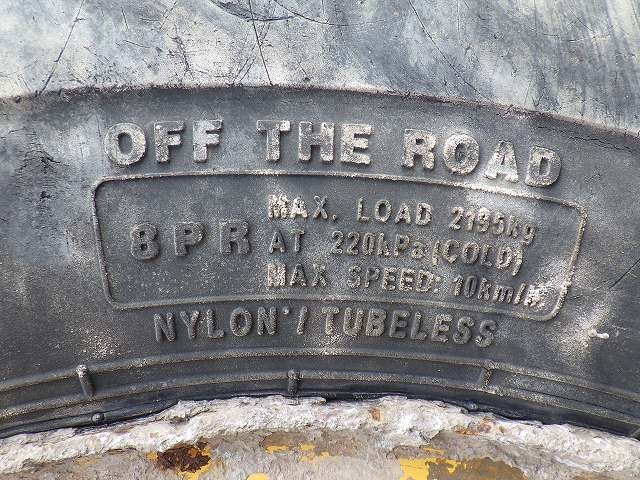 OFF THE ROAD
8PR
MAX. LOAD 2195kg
AT 220kPa(COLD)
MAX SPEED: 10km/h
NYLON / TUBELESS